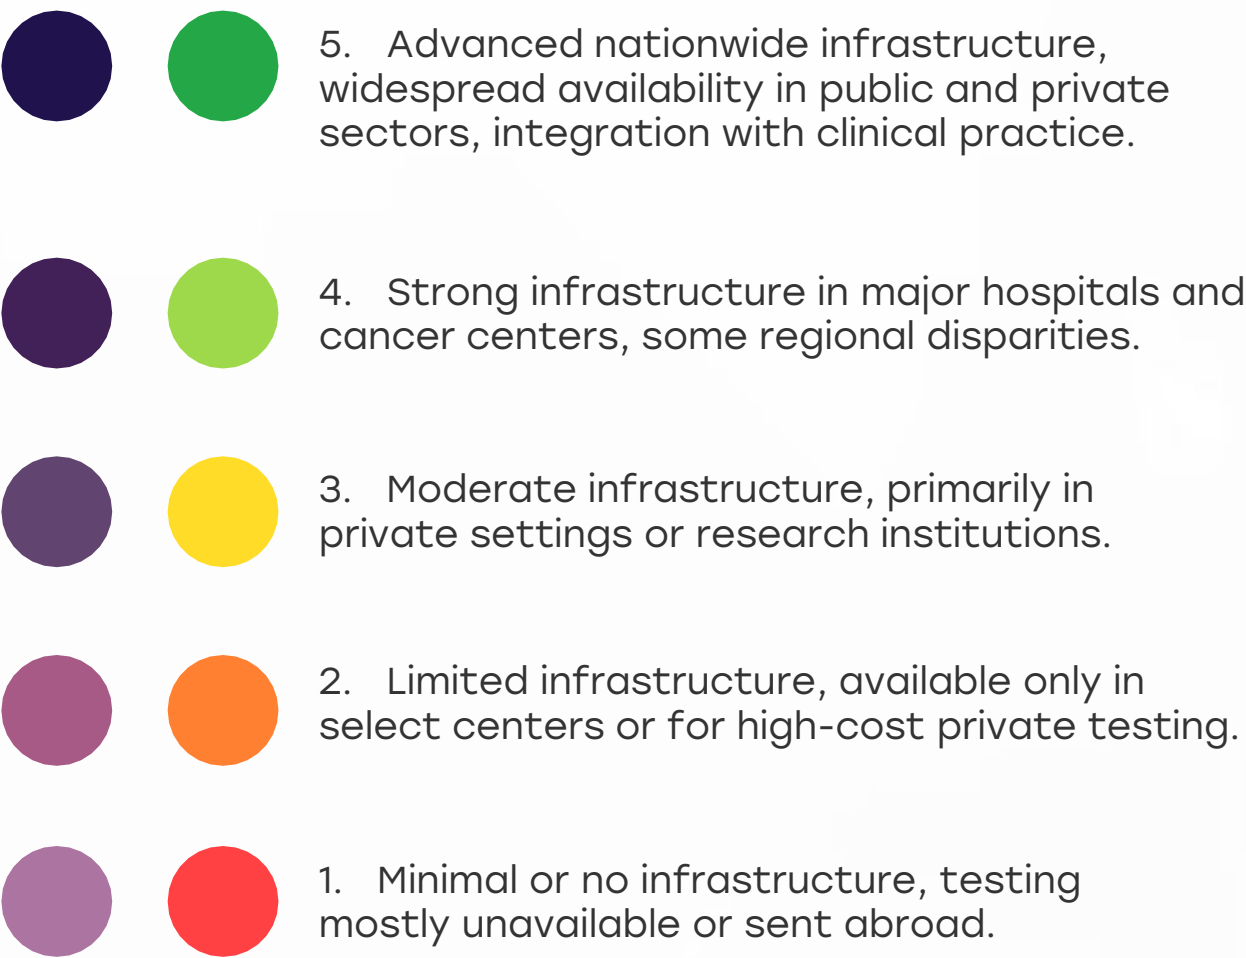 5. Advanced nationwide infrastructure,
widespread availability in public and private
sectors, integration with clinical practice.
4. Strong infrastructure in major hospitals and
cancer centers, some regional disparities.
3. Moderate infrastructure, primarily in
private settings or research institutions.
2. Limited infrastructure, available only in
select centers or for high-cost private testing.
1. Minimal or no infrastructure, testing
mostly unavailable or sent abroad.